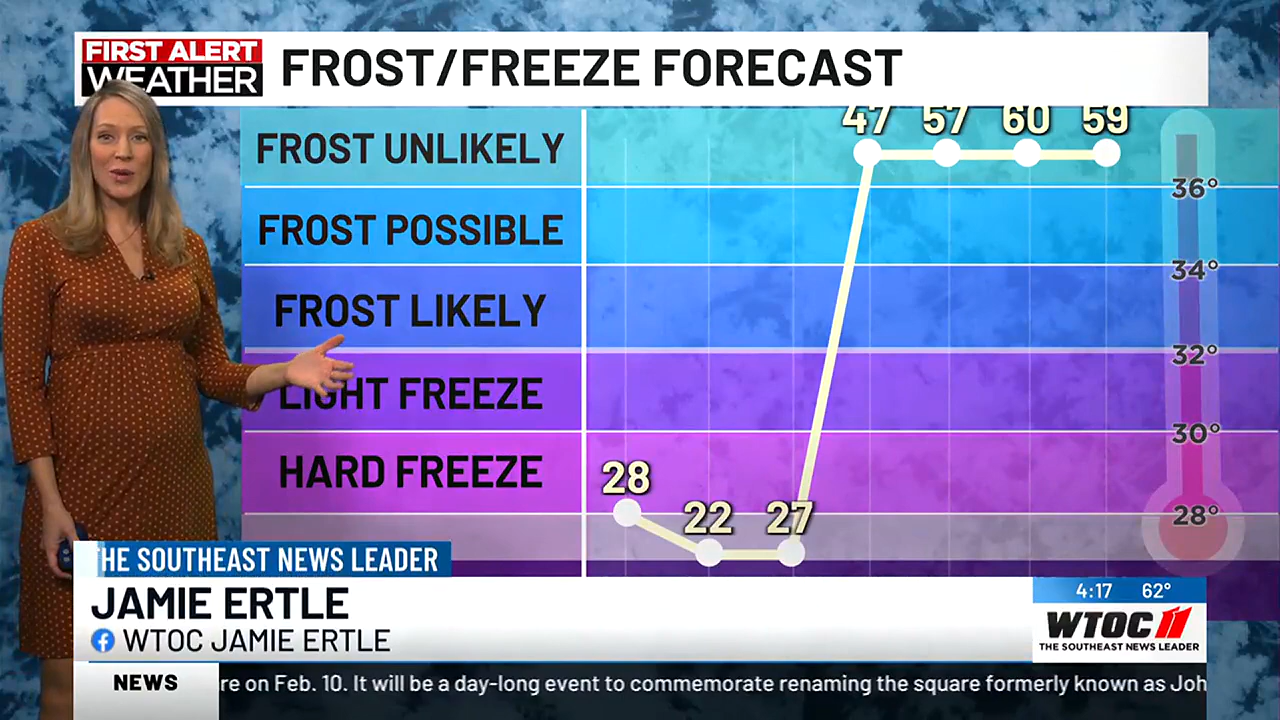 FIRST ALERT
WEATHER
FROST/FREEZE FORECAST
FROST UNLIKELY
FROST POSSIBLE
FROST LIKELY
LIGHT FREEZE
HARD FREEZE
28
22
27
47
57
60
59
36°
34°
32°
30°
28°
THE SOUTHEAST NEWS LEADER
JAMIE ERTLE
WTOC JAMIE ERTLE
4:17 62°
WTOC 11
THE SOUTHEAST NEWS LEADER
NEWS
re on Feb. 10. It will be a day-long event to commemorate renaming the square formerly known as Joh